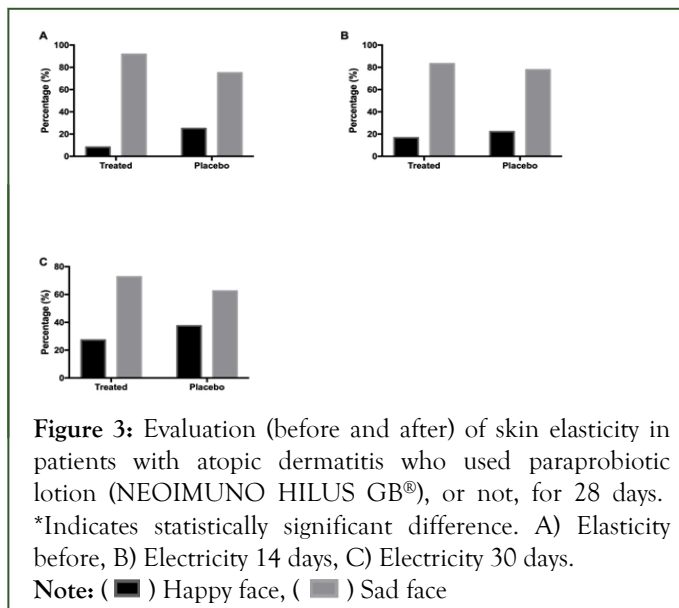 A
100
80
60
40
20
0
Percentage (%)
Treated Placebo
B
100
80
60
40
20
0
Percentage (%)
Treated Placebo
C
80
60
40
20
0
Percentage (%)
Treated Placebo
Figure 3: Evaluation (before and after) of skin elasticity in
patients with atopic dermatitis who used paraprobiotic
lotion (NEOIMUNO HILUS GB®), or not, for 28 days.
*Indicates statistically significant difference. A) Elasticity
before, B) Electricity 14 days, C) Electricity 30 days.
Note: ( ) Happy face, ( ) Sad face